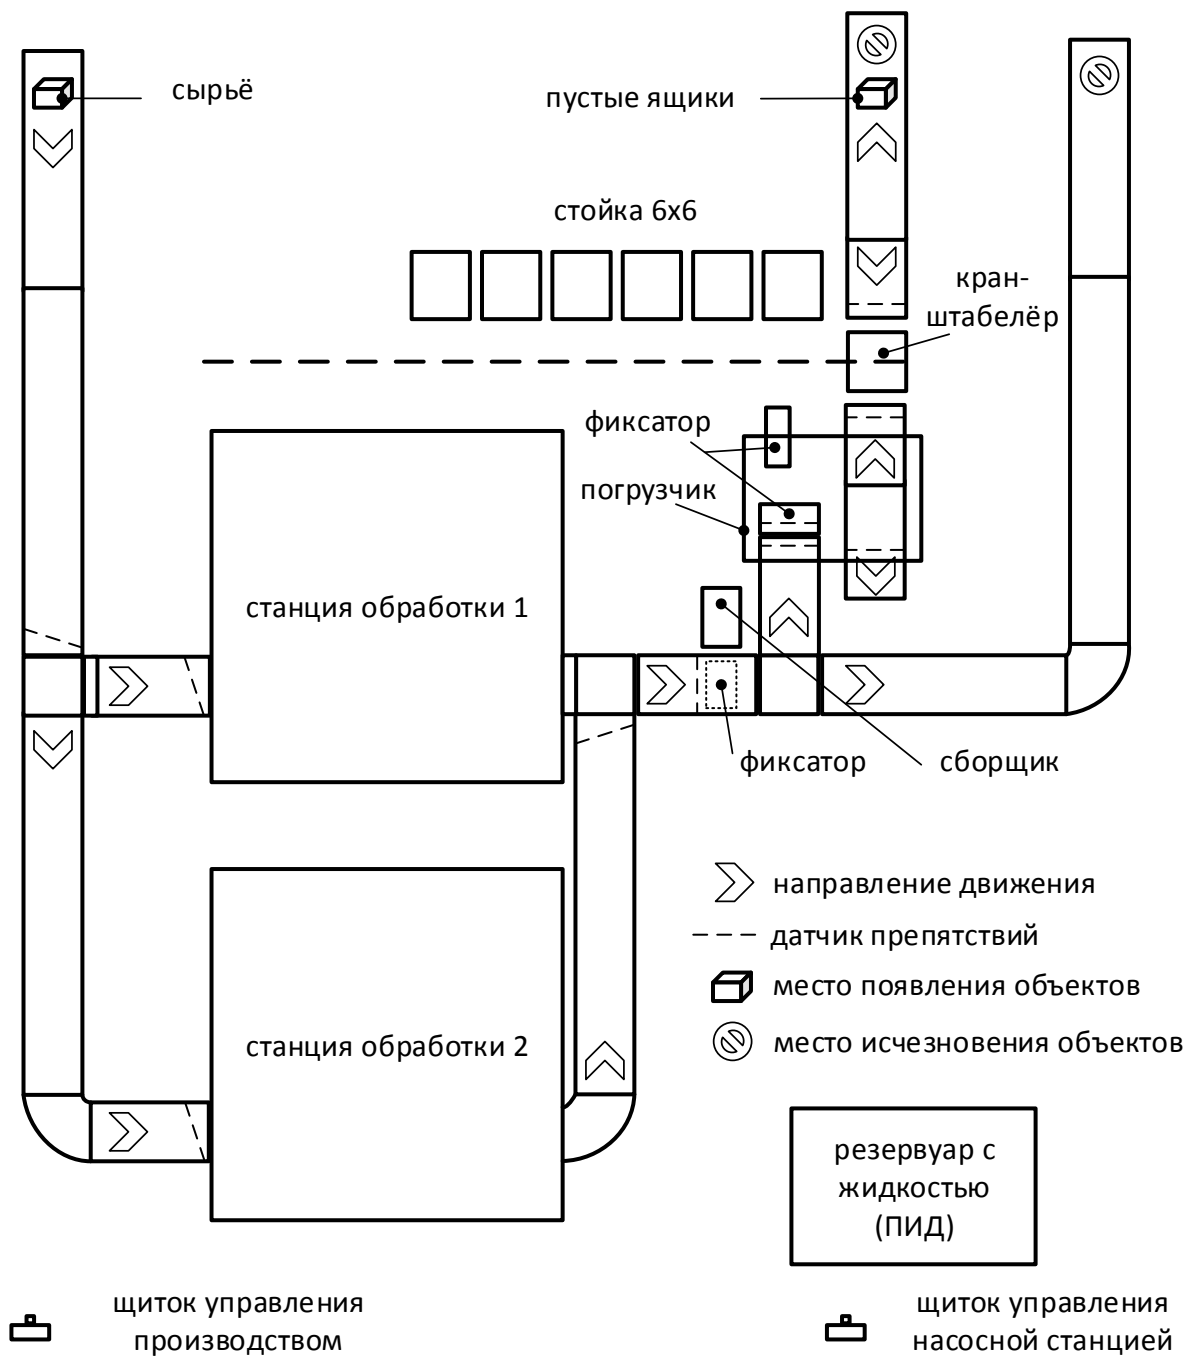 сырьё
пустые ящики
стойка 6х6
кран-
штабелёр
фиксатор
погрузчик
станция обработки 1
фиксатор
сборщик
направление движения
датчик препятствий
место появления объектов
место исчезновения объектов
станция обработки 2
резервуар с
жидкостью
(ПИД)
щиток управления
производством
щиток управления
насосной станцией